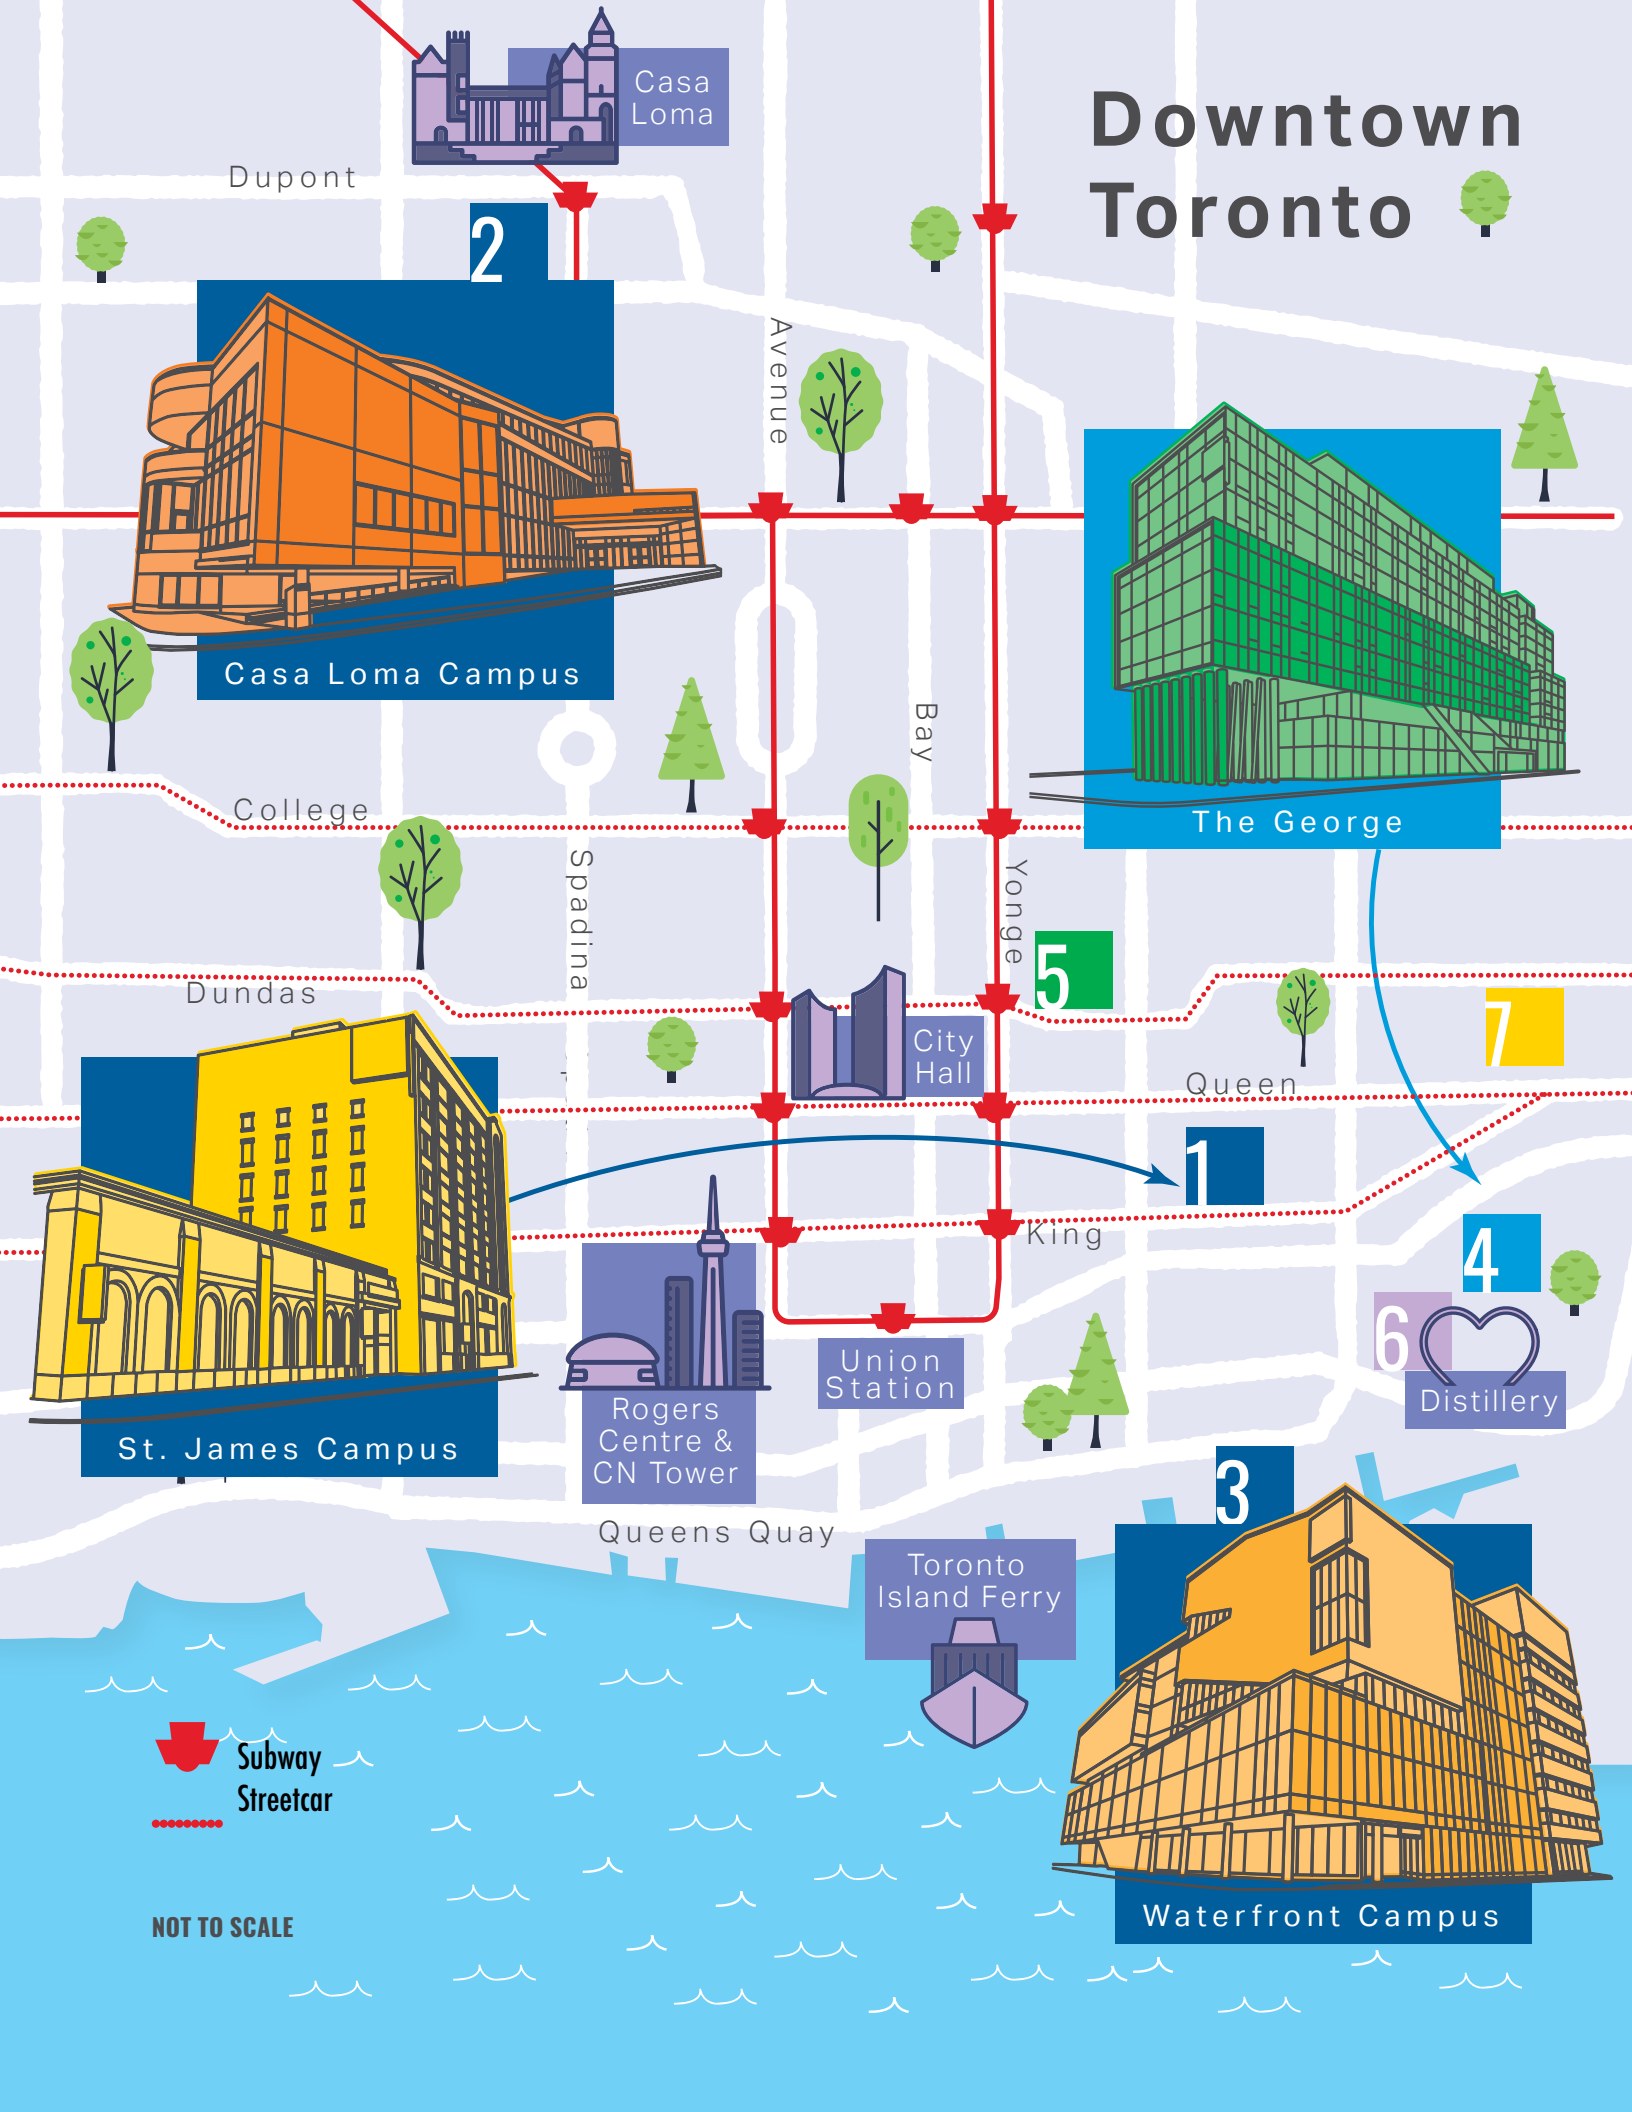 Casa
Loma
Downtown
Toronto
Dupont
2
Avenue
Casa Loma Campus
Bay
College
The George
Spadina
Yonge
5
Dundas
7
City
Hall
Queen
1
King
4
6
Union
Station
Distillery
Rogers
Centre &
CN Tower
St. James Campus
3
Queens Quay
Toronto
Island Ferry
Subway
Streetcar
NOT TO SCALE
Waterfront Campus